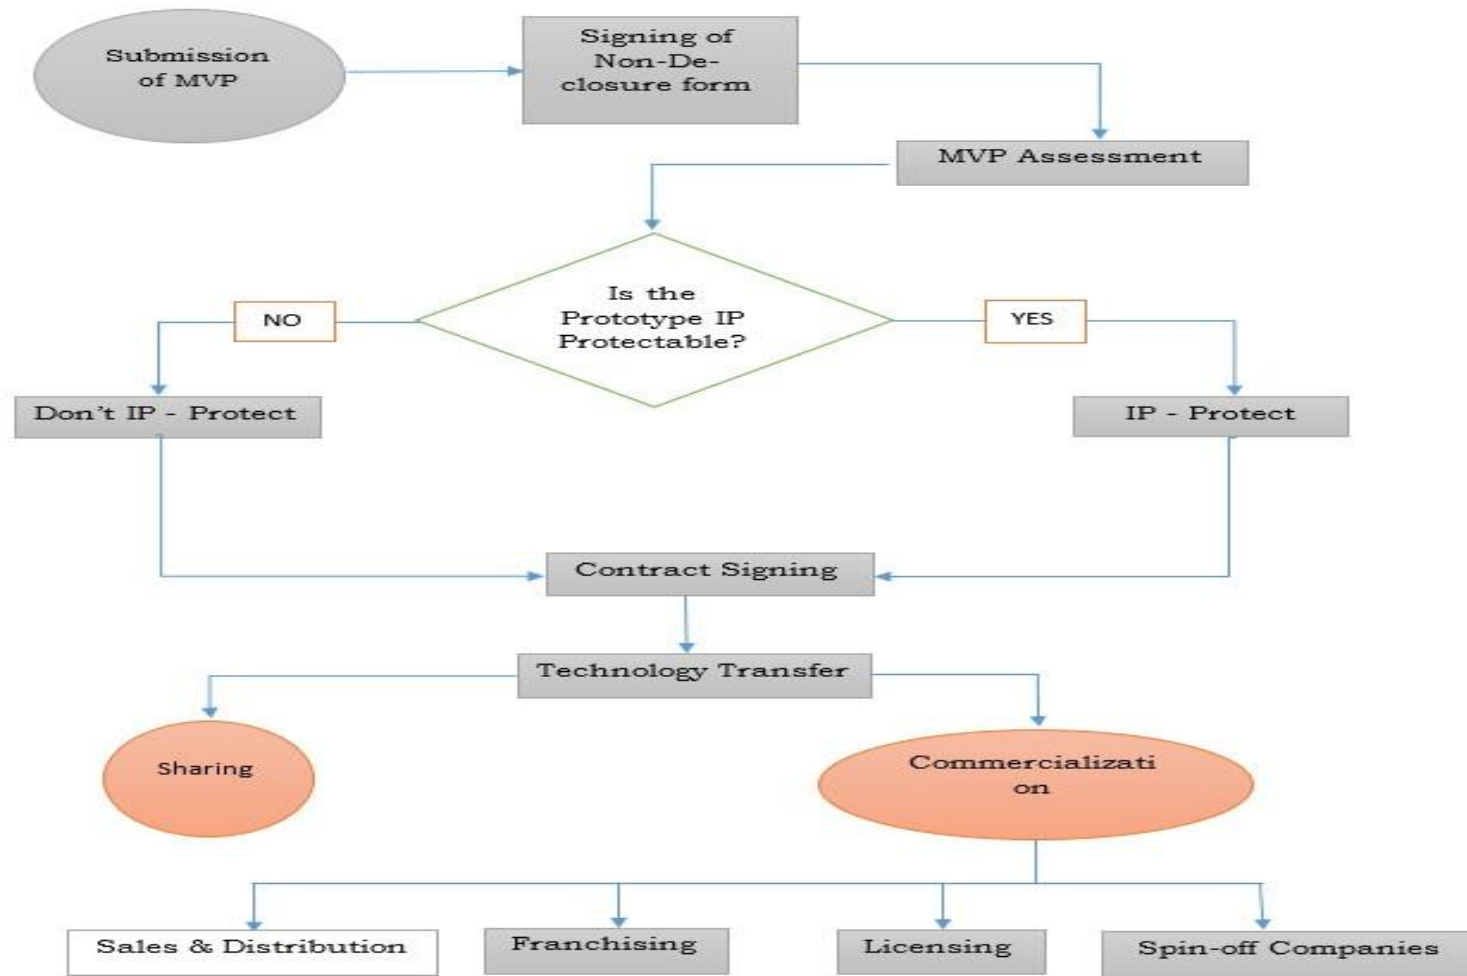 Submission
of MVP
Signing of
Non-De-
closure form
MVP Assessment
Is the
Prototype IP
Protectable?
NO
YES
Don't IP - Protect
IP - Protect
Contract Signing
Technology Transfer
Sharing
Commercializati
on
Sales & Distribution
Franchising
Licensing
Spin-off Companies